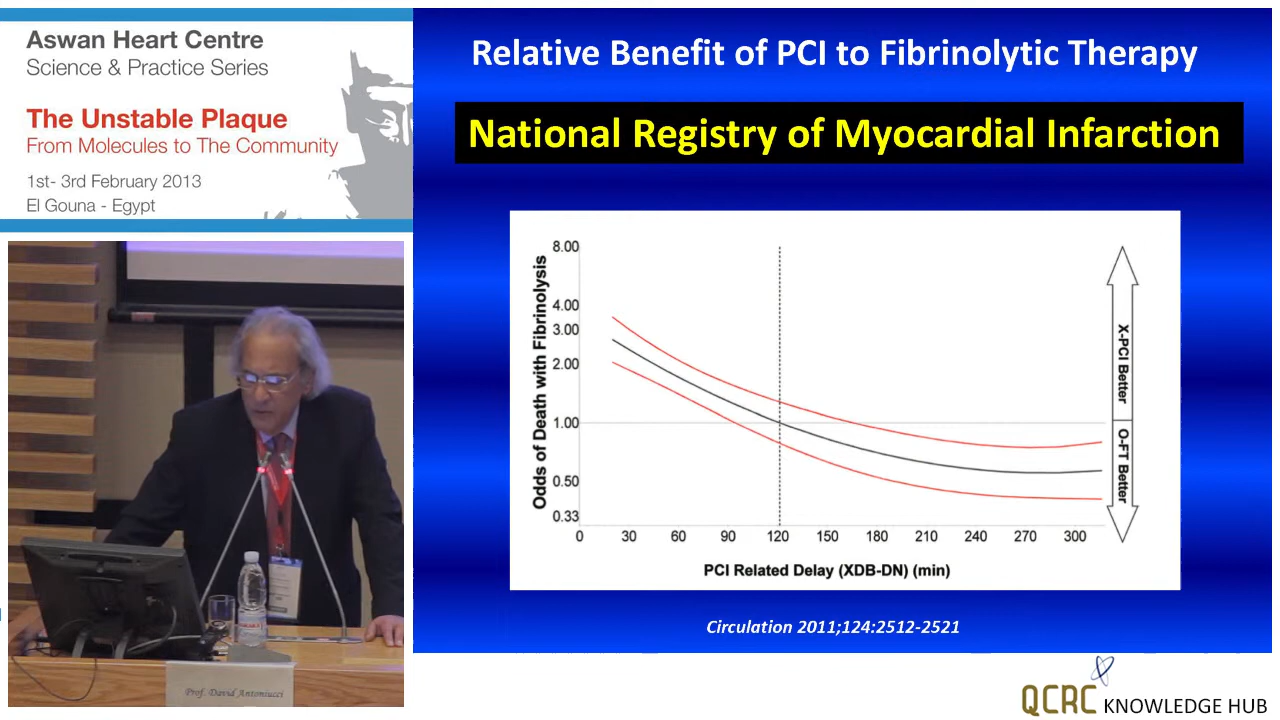 Aswan Heart Centre
Science & Practice Series
The Unstable Plaque
From Molecules to The Community
1st- 3rd February 2013
El Gouna - Egypt
Relative Benefit of PCI to Fibrinolytic Therapy
National Registry of Myocardial Infarction
Odds of Death with Fibrinolysis
8.00
4.00
3.00
2.00
1.00
0.50
0.33
0 30 60 90 120 150 180 210 240 270 300
PCI Related Delay (XDB-DN) (min)
X-PCI Better
O-FT Better
Circulation 2011;124:2512-2521
Prof. David Antoniucci
QCRC KNOWLEDGE HUB